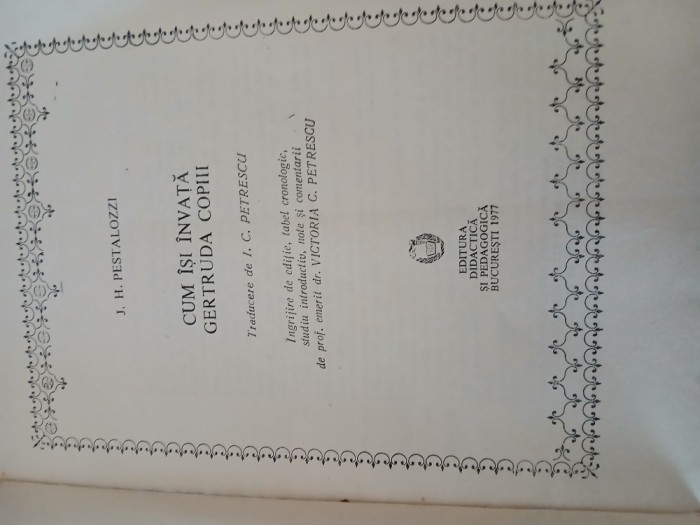 J. H. PESTALOZZI
CUM ÎȘI ÎNVAȚĂ
GERTRUDA COPIII
Traducere de I. C. PETRESCU
Îngrijire de ediție, tabel cronologic,
studiu introductiv, note și comentarii
de prof. emerit dr. VICTORIA C. PETRESCU
EDITURA
DIDACTICĂ
ȘI PEDAGOGICĂ
BUCUREȘTI 1977